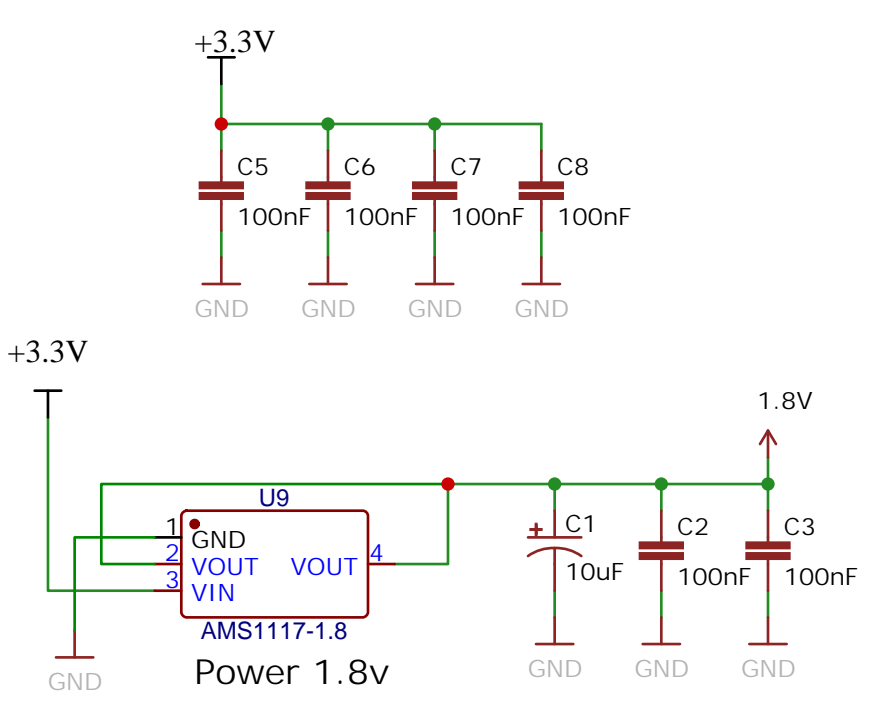 +3.3V
C5 C6 C7 C8
100nF 100nF 100nF 100nF
GND GND GND GND
+3.3V
1.8V
U9
1 GND
2 VOUT VOUT 4
3 VIN
AMS1117-1.8
Power 1.8v
GND
+ C1 C2 C3
10uF 100nF 100nF
GND GND GND